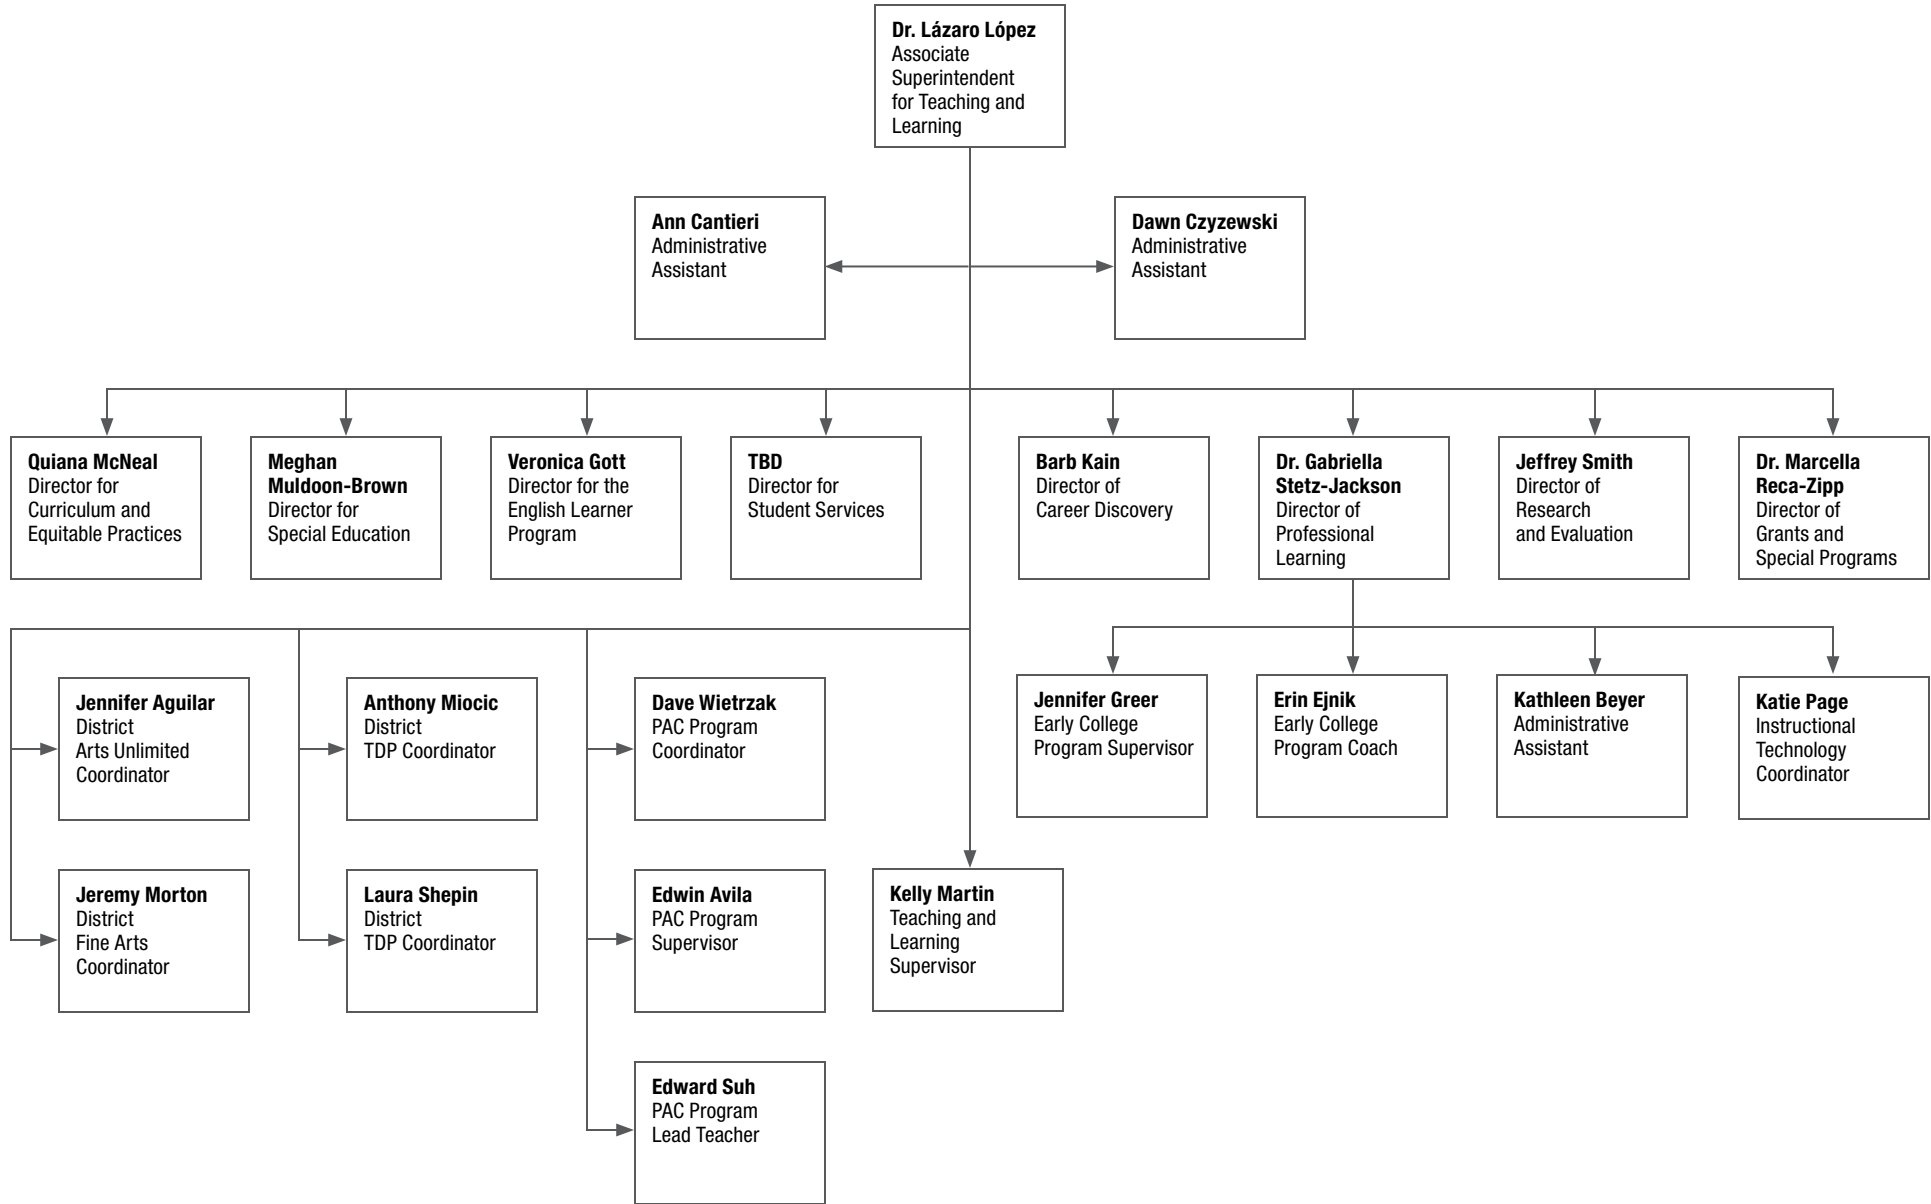 Dr. Lázaro López
Associate
Superintendent
for Teaching and
Learning
Ann Cantieri
Administrative
Assistant
Dawn Czyzewski
Administrative
Assistant
Quiana McNeal
Director for
Curriculum and
Equitable Practices
Meghan
Muldoon-Brown
Director for
Special Education
Veronica Gott
Director for the
English Learner
Program
TBD
Director for
Student Services
Barb Kain
Director of
Career Discovery
Dr. Gabriella
Stetz-Jackson
Director of
Professional
Learning
Jeffrey Smith
Director of
Research
and Evaluation
Dr. Marcella
Reca-Zipp
Director of
Grants and
Special Programs
Jennifer Aguilar
District
Arts Unlimited
Coordinator
Anthony Miocic
District
TDP Coordinator
Dave Wietrzak
PAC Program
Coordinator
Jennifer Greer
Early College
Program Supervisor
Erin Ejnik
Early College
Program Coach
Kathleen Beyer
Administrative
Assistant
Katie Page
Instructional
Technology
Coordinator
Jeremy Morton
District
Fine Arts
Coordinator
Laura Shepin
District
TDP Coordinator
Edwin Avila
PAC Program
Supervisor
Kelly Martin
Teaching and
Learning
Supervisor
Edward Suh
PAC Program
Lead Teacher